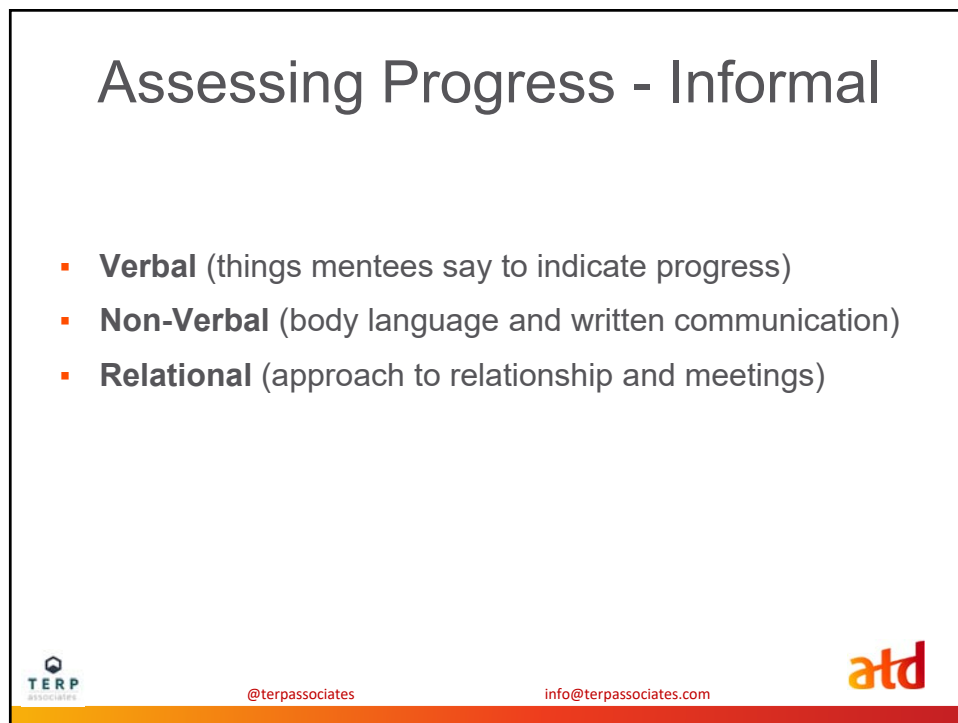 Assessing Progress - Informal
▪ Verbal (things mentees say to indicate progress)
▪ Non-Verbal (body language and written communication)
▪ Relational (approach to relationship and meetings)
TERP
associates
@terpassociates
info@terpassociates.com
atd